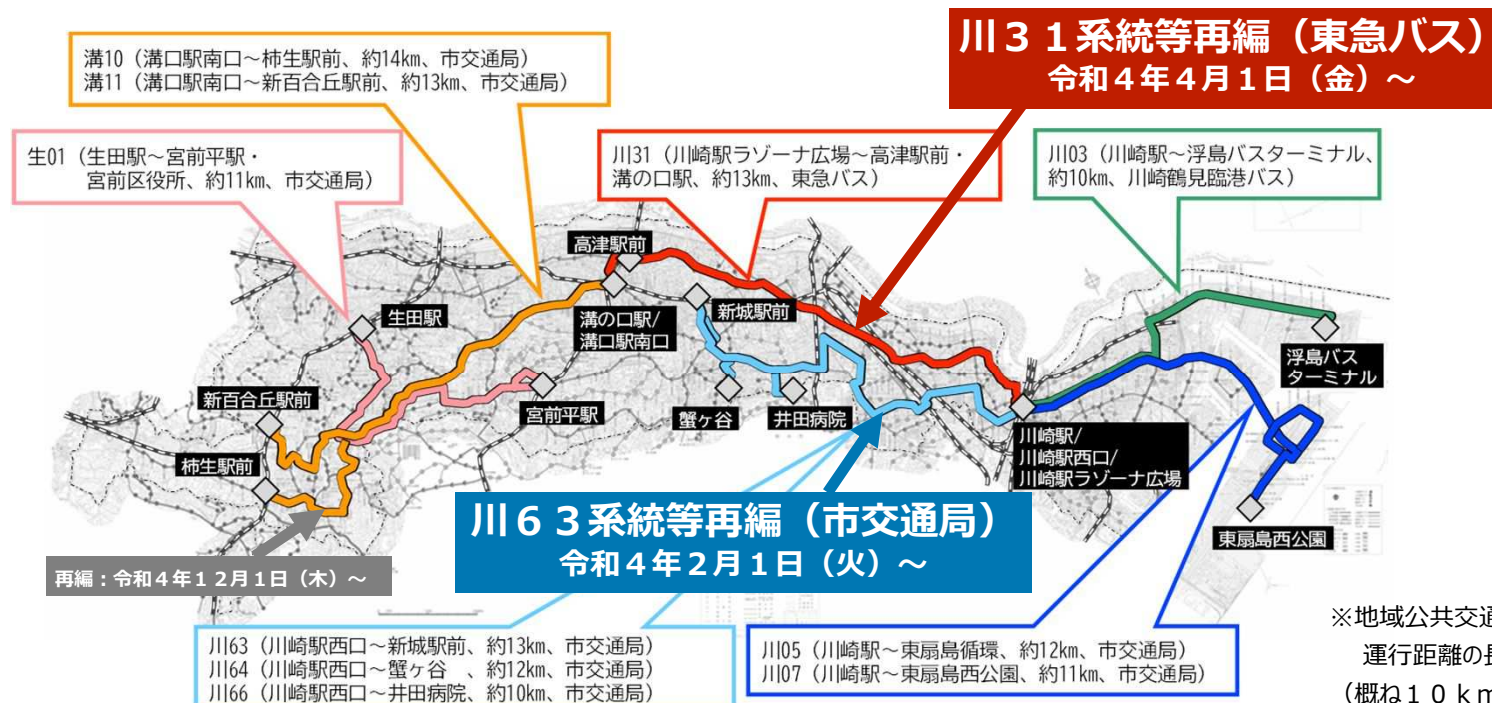 川３１系統等再編（東急バス）
令和４年４月１日（金）～
溝10（溝口駅南口～柿生駅前、約14km、市交通局）
溝11（溝口駅南口～新百合丘駅前、約13km、市交通局）
生01（生田駅～宮前平駅・
宮前区役所、約11km、市交通局）
川31（川崎駅ラゾーナ広場～高津駅前・
溝の口駅、約13km、東急バス）
川03（川崎駅～浮島バスターミナル、
約10km、川崎鶴見臨港バス）
高津駅前
生田駅
溝の口駅/
溝口駅南口
新城駅前
浮島バス
ターミナル
新百合丘駅前
宮前平駅
蟹ヶ谷
井田病院
川崎駅/
川崎駅西口/
川崎駅ラゾーナ広場
柿生駅前
東扇島西公園
川６３系統等再編（市交通局）
令和４年２月１日（火）～
再編：令和４年１２月１日（木）～
川63（川崎駅西口～新城駅前、約13km、市交通局）
川64（川崎駅西口～蟹ヶ谷　、約12km、市交通局）
川66（川崎駅西口～井田病院、約10km、市交通局）
川05（川崎駅～東扇島循環、約12km、市交通局）
川07（川崎駅～東扇島西公園、約11km、市交通局）
※地域公共交通
運行距離の長
（概ね１０ｋｍ